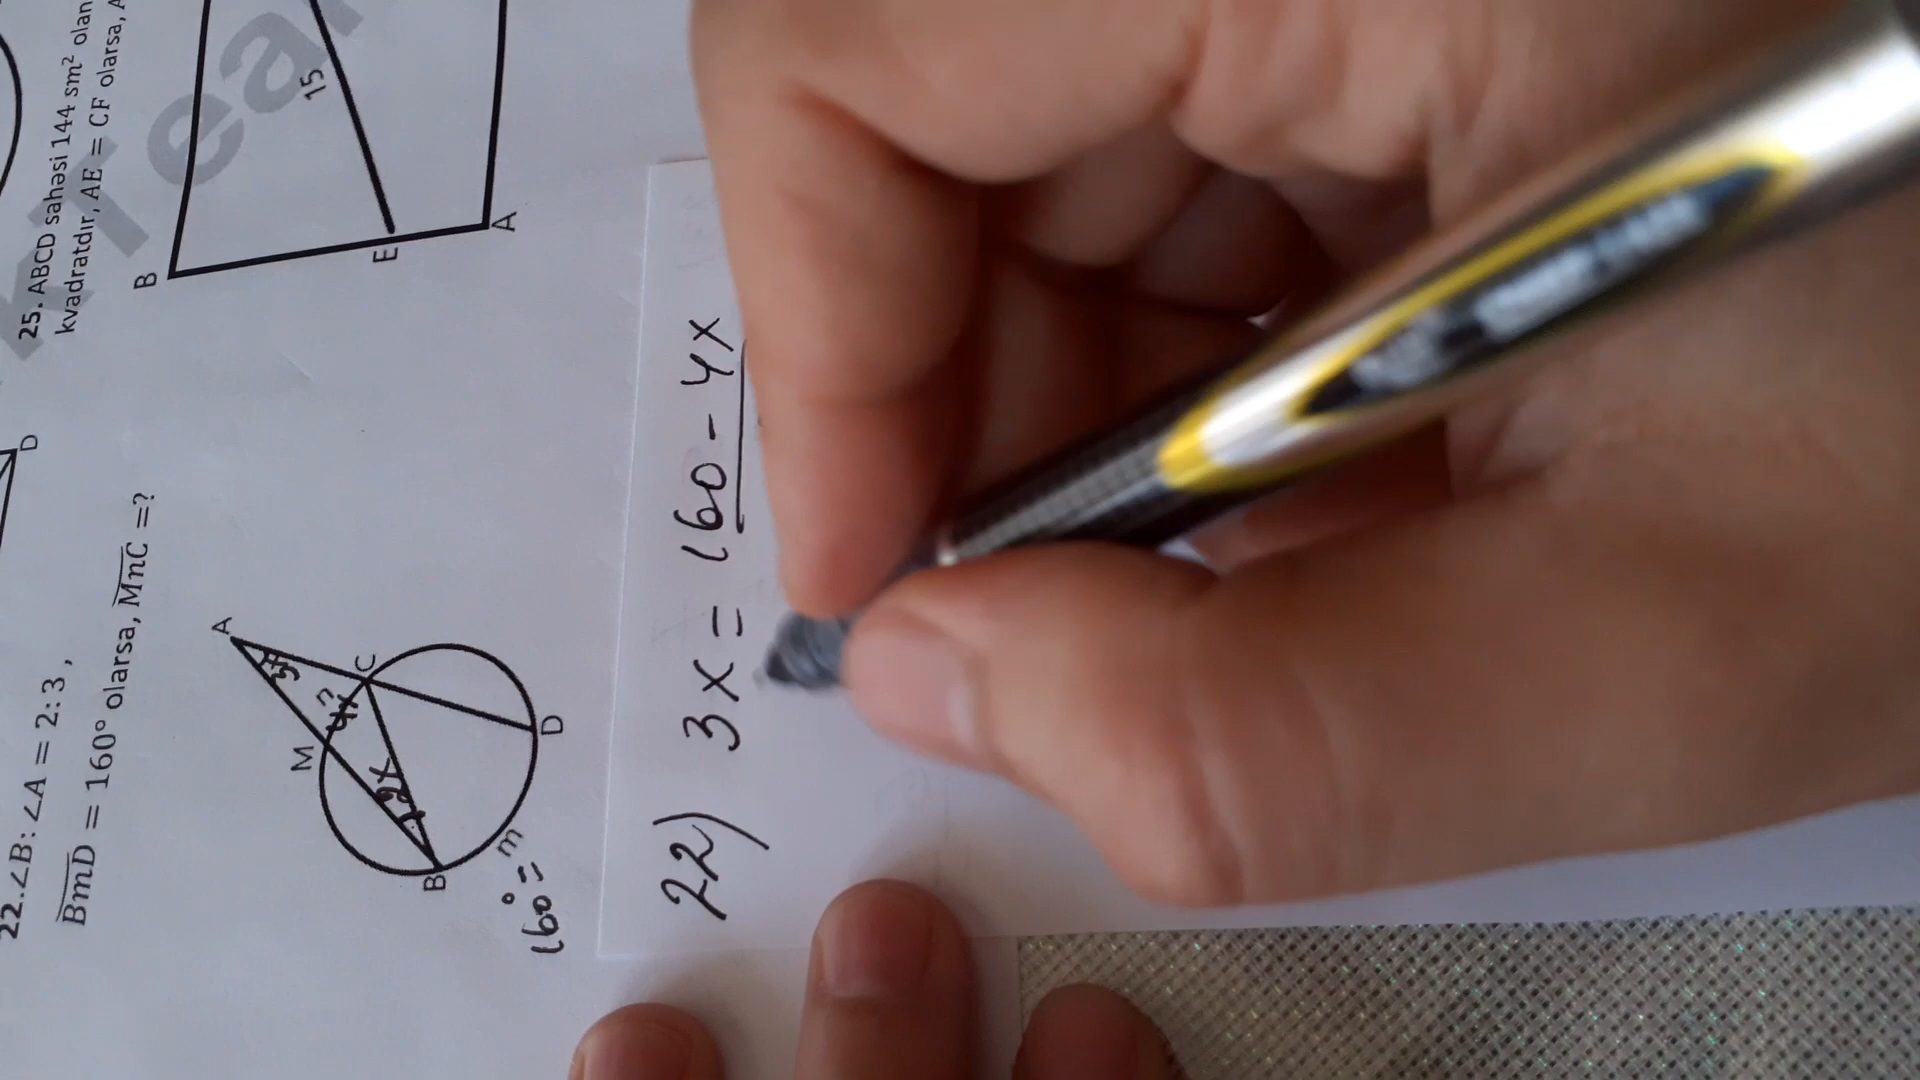 22.∠B: ∠A = 2: 3 ,
BmD = 160° olarsa, MnC =?
A
3x
C
n
4x
M
2x
B
D
m
160° =
D
25. ABCD sahəsi 144 sm² olan
kvadratdır, AE = CF olarsa,
B
15
E
A
Tear
22) 3x = 160 - 4x